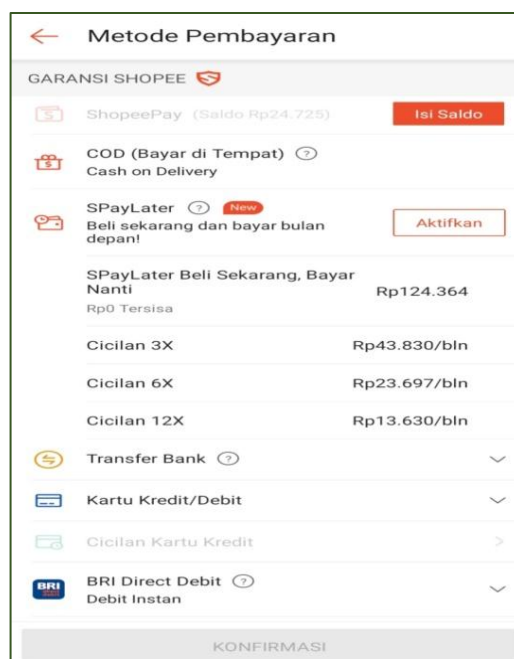 Metode Pembayaran
GARANSI SHOPEE
ShopeePay (Saldo Rp24.725) Isi Saldo
COD (Bayar di Tempat) ?
Cash on Delivery
SPayLater ? New
Beli sekarang dan bayar bulan
depan!
Aktifkan
SPayLater Beli Sekarang, Bayar
Nanti
Rp124.364
Rp0 Tersisa
Cicilan 3X Rp43.830/bln
Cicilan 6X Rp23.697/bln
Cicilan 12X Rp13.630/bln
Transfer Bank ?
Kartu Kredit/Debit
Cicilan Kartu Kredit
BRI BRI Direct Debit ?
Debit Instan
KONFIRMASI